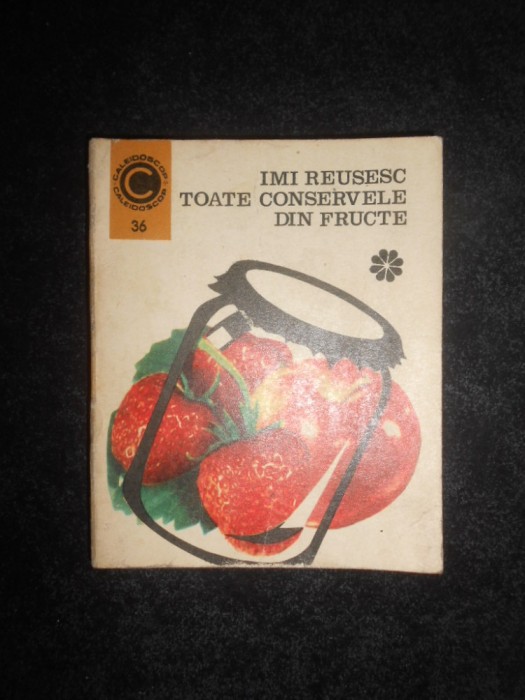 CALEIDOSCOP
CALEIDOSCOP
C
36
IMI REUSESC
TOATE CONSERVELE
DIN FRUCTE